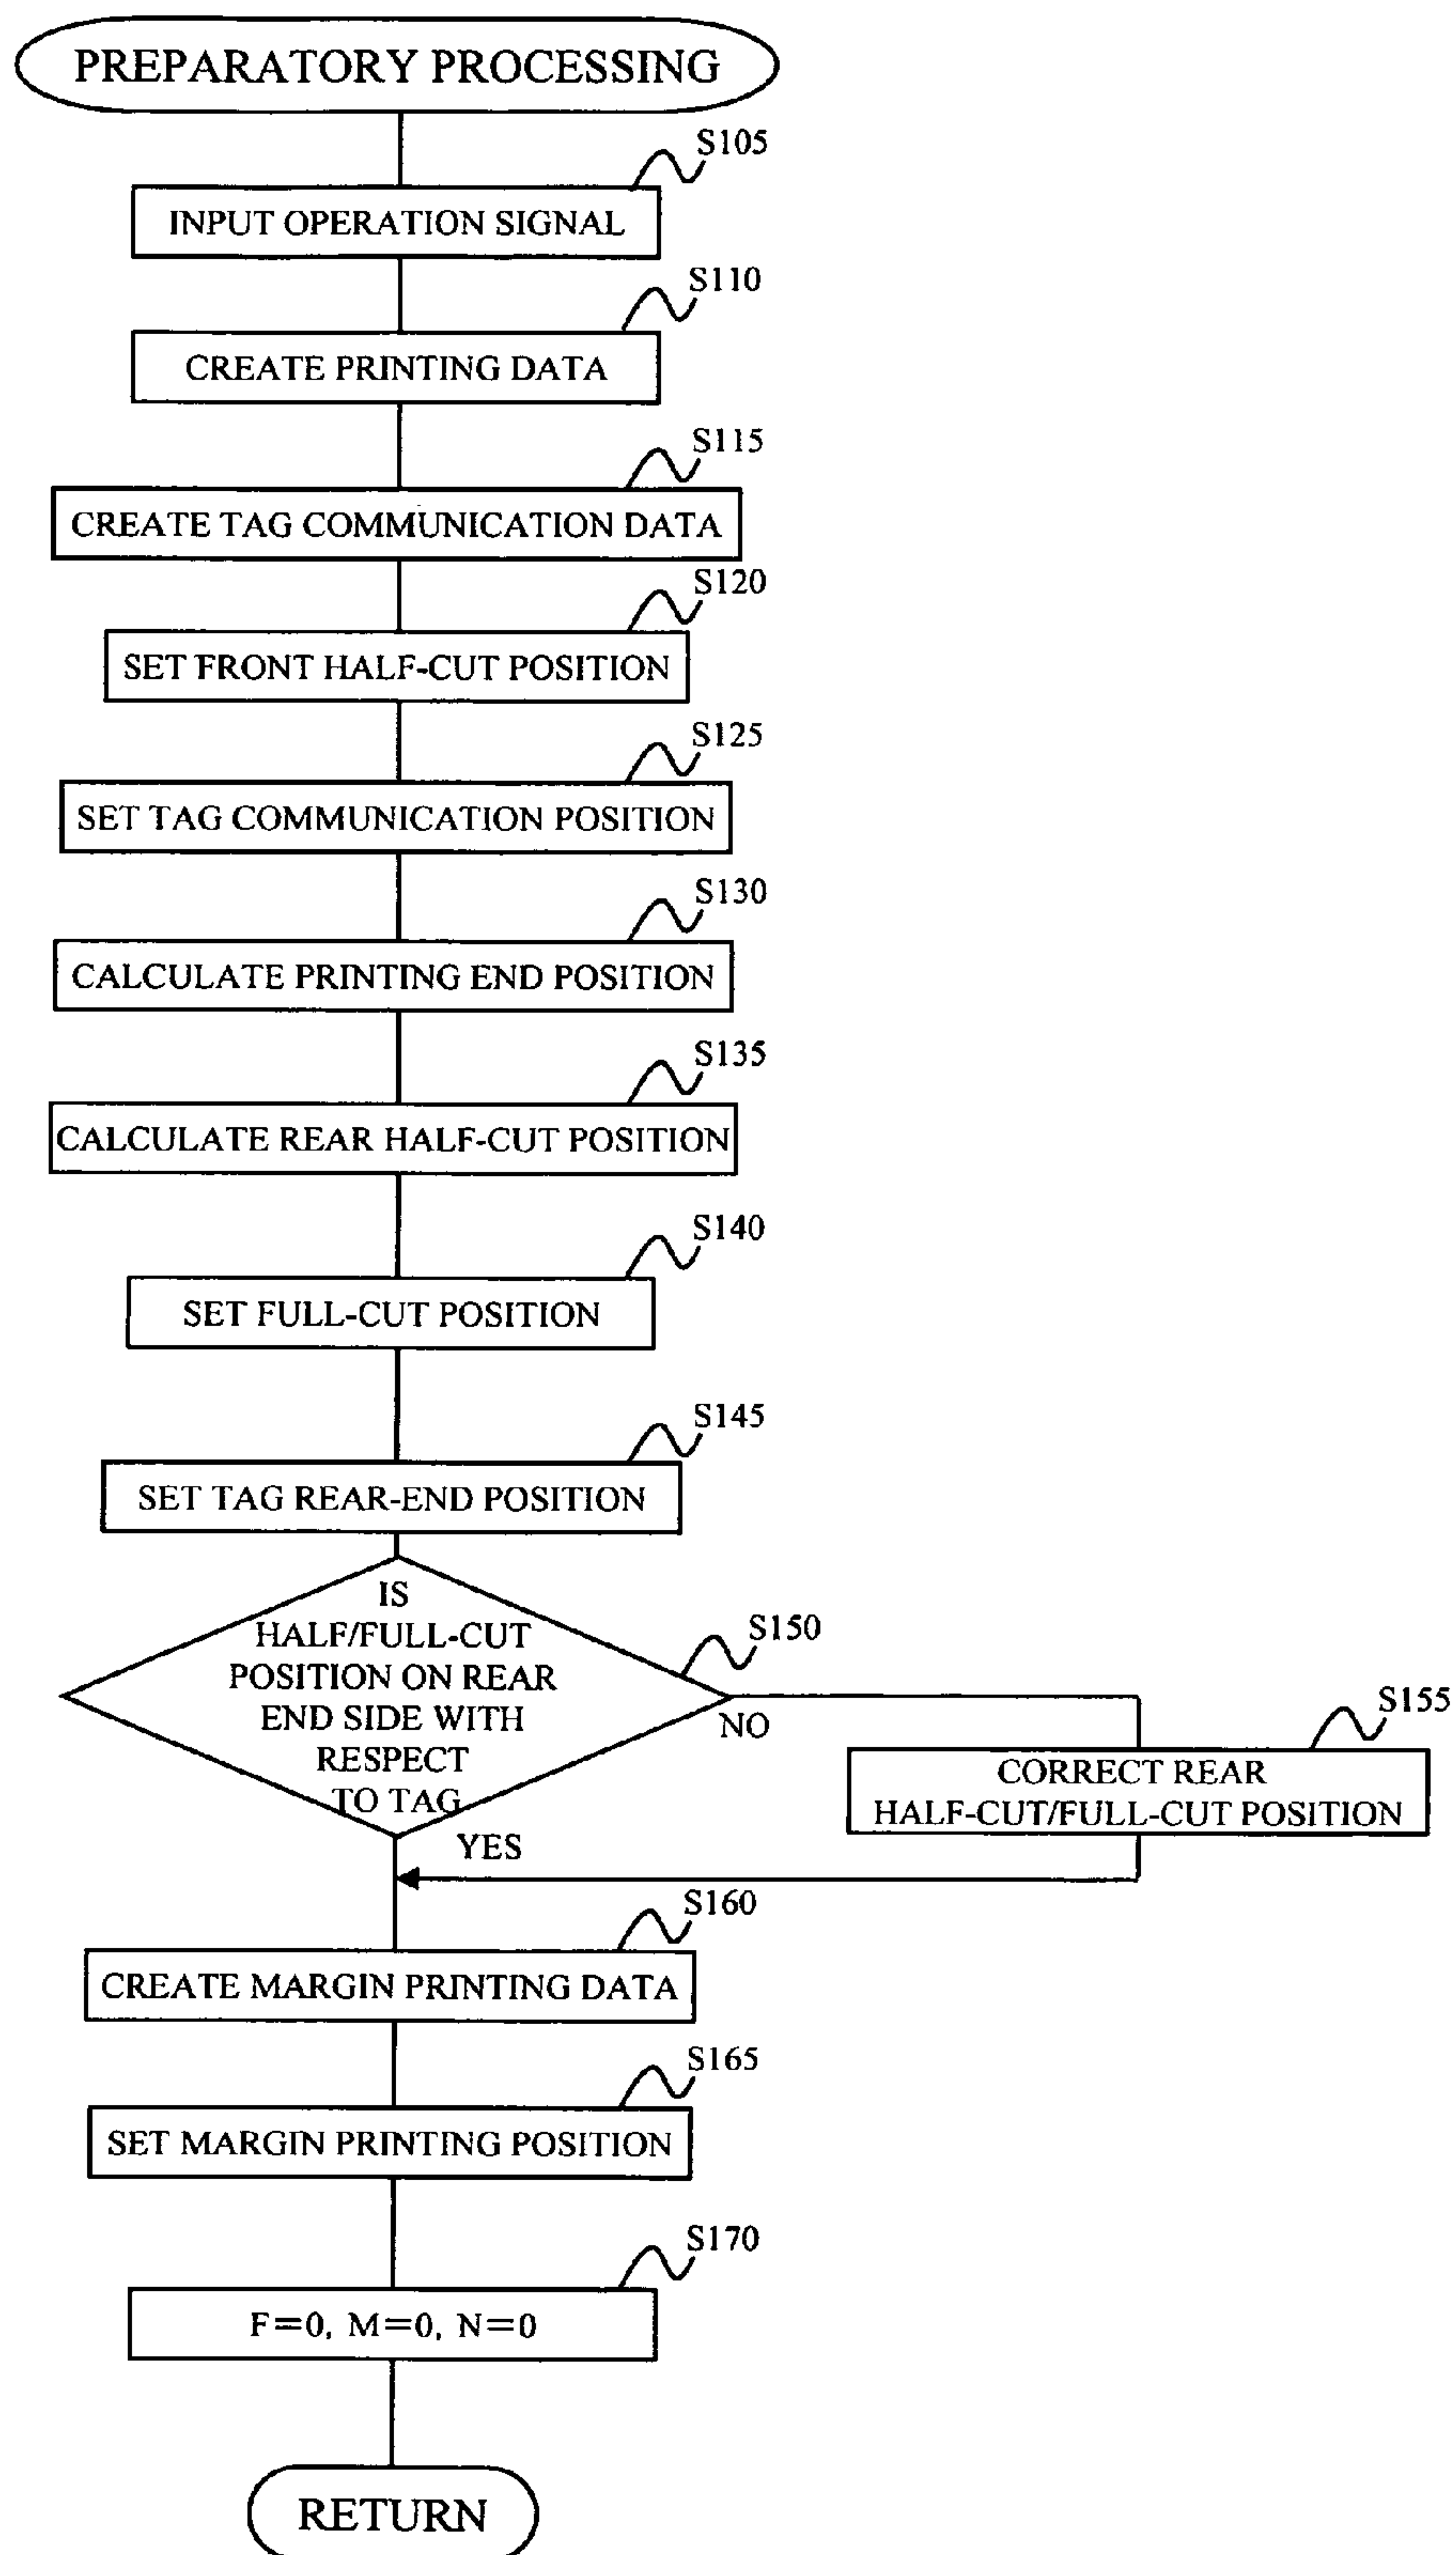 PREPARATORY PROCESSING
S105
INPUT OPERATION SIGNAL
S110
CREATE PRINTING DATA
S115
CREATE TAG COMMUNICATION DATA
S120
SET FRONT HALF-CUT POSITION
S125
SET TAG COMMUNICATION POSITION
S130
CALCULATE PRINTING END POSITION
S135
CALCULATE REAR HALF-CUT POSITION
S140
SET FULL-CUT POSITION
S145
SET TAG REAR-END POSITION
S150
IS
HALF/FULL-CUT
POSITION ON REAR
END SIDE WITH
RESPECT
TO TAG
NO
S155
CORRECT REAR
HALF-CUT/FULL-CUT POSITION
YES
S160
CREATE MARGIN PRINTING DATA
S165
SET MARGIN PRINTING POSITION
S170
F=0, M=0, N=0
RETURN